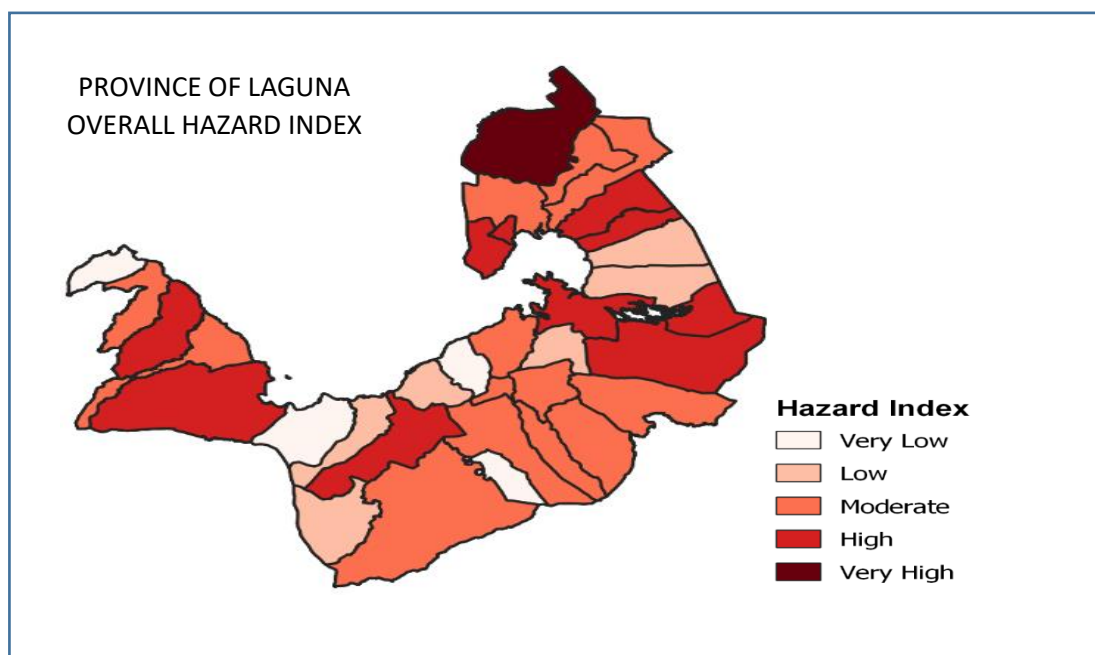 PROVINCE OF LAGUNA
OVERALL HAZARD INDEX
Hazard Index
Very Low
Low
Moderate
High
Very High